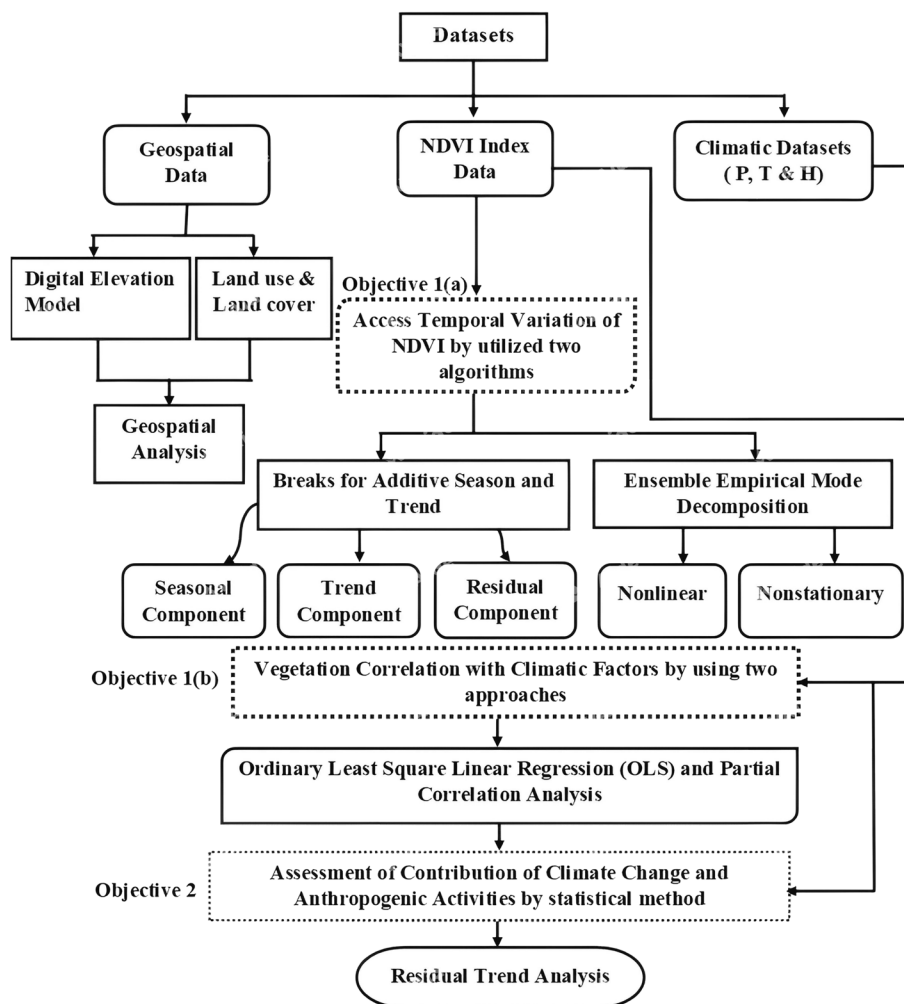 Datasets
Geospatial
Data
NDVI Index
Data
Climatic Datasets
( P, T & H)
Digital Elevation
Model
Land use &
Land cover
Objective 1(a)
Access Temporal Variation of
NDVI by utilized two
algorithms
Geospatial
Analysis
Breaks for Additive Season and
Trend
Ensemble Empirical Mode
Decomposition
Seasonal
Component
Trend
Component
Residual
Component
Nonlinear
Nonstationary
Objective 1(b)
Vegetation Correlation with Climatic Factors by using two
approaches
Ordinary Least Square Linear Regression (OLS) and Partial
Correlation Analysis
Objective 2
Assessment of Contribution of Climate Change and
Anthropogenic Activities by statistical method
Residual Trend Analysis